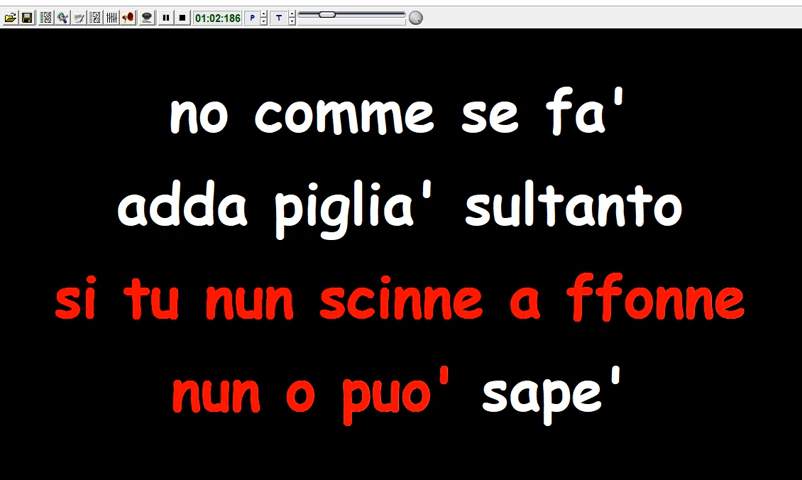 01:02:186 P T
no comme se fa'
adda piglia' sultanto
si tu nun scinne a ffonne
nun o puo' sape'